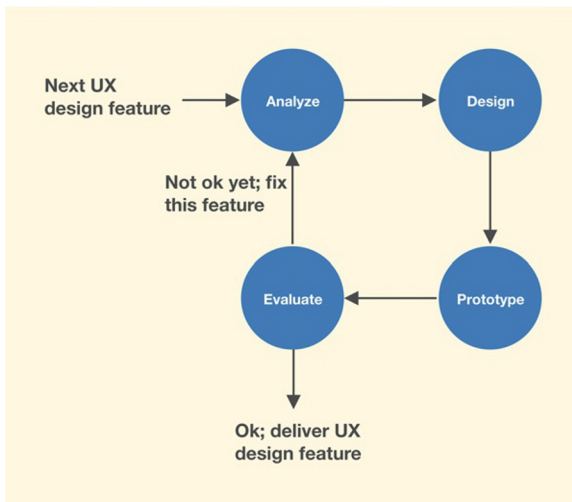 Next UX
design feature
Analyze
Design
Not ok yet; fix
this feature
Evaluate
Prototype
Ok; deliver UX
design feature